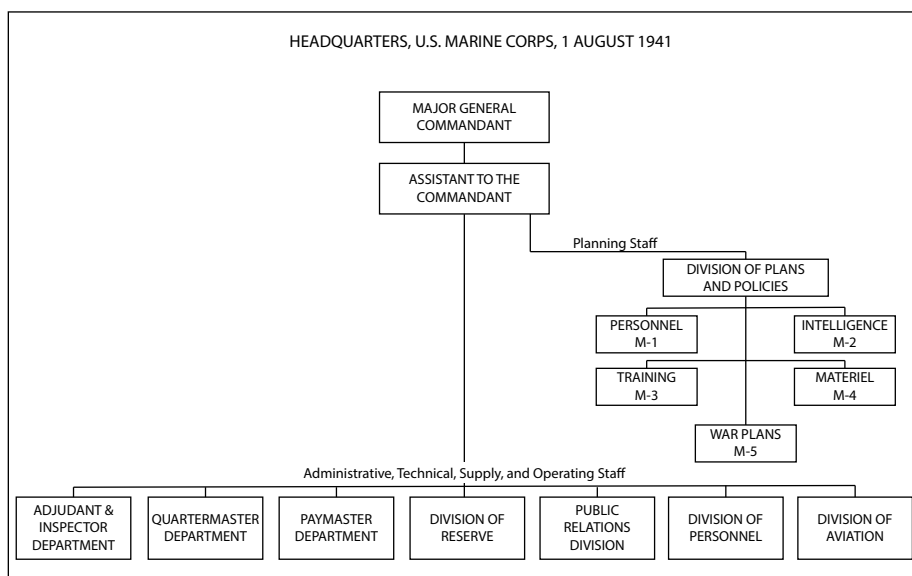 HEADQUARTERS, U.S. MARINE CORPS, 1 AUGUST 1941
MAJOR GENERAL
COMMANDANT
ASSISTANT TO THE
COMMANDANT
Planning Staff
DIVISION OF PLANS
AND POLICIES
PERSONNEL
M-1
INTELLIGENCE
M-2
TRAINING
M-3
MATERIEL
M-4
WAR PLANS
M-5
Administrative, Technical, Supply, and Operating Staff
ADJUDANT &
INSPECTOR
DEPARTMENT
QUARTERMASTER
DEPARTMENT
PAYMASTER
DEPARTMENT
DIVISION OF
RESERVE
PUBLIC
RELATIONS
DIVISION
DIVISION OF
PERSONNEL
DIVISION OF
AVIATION